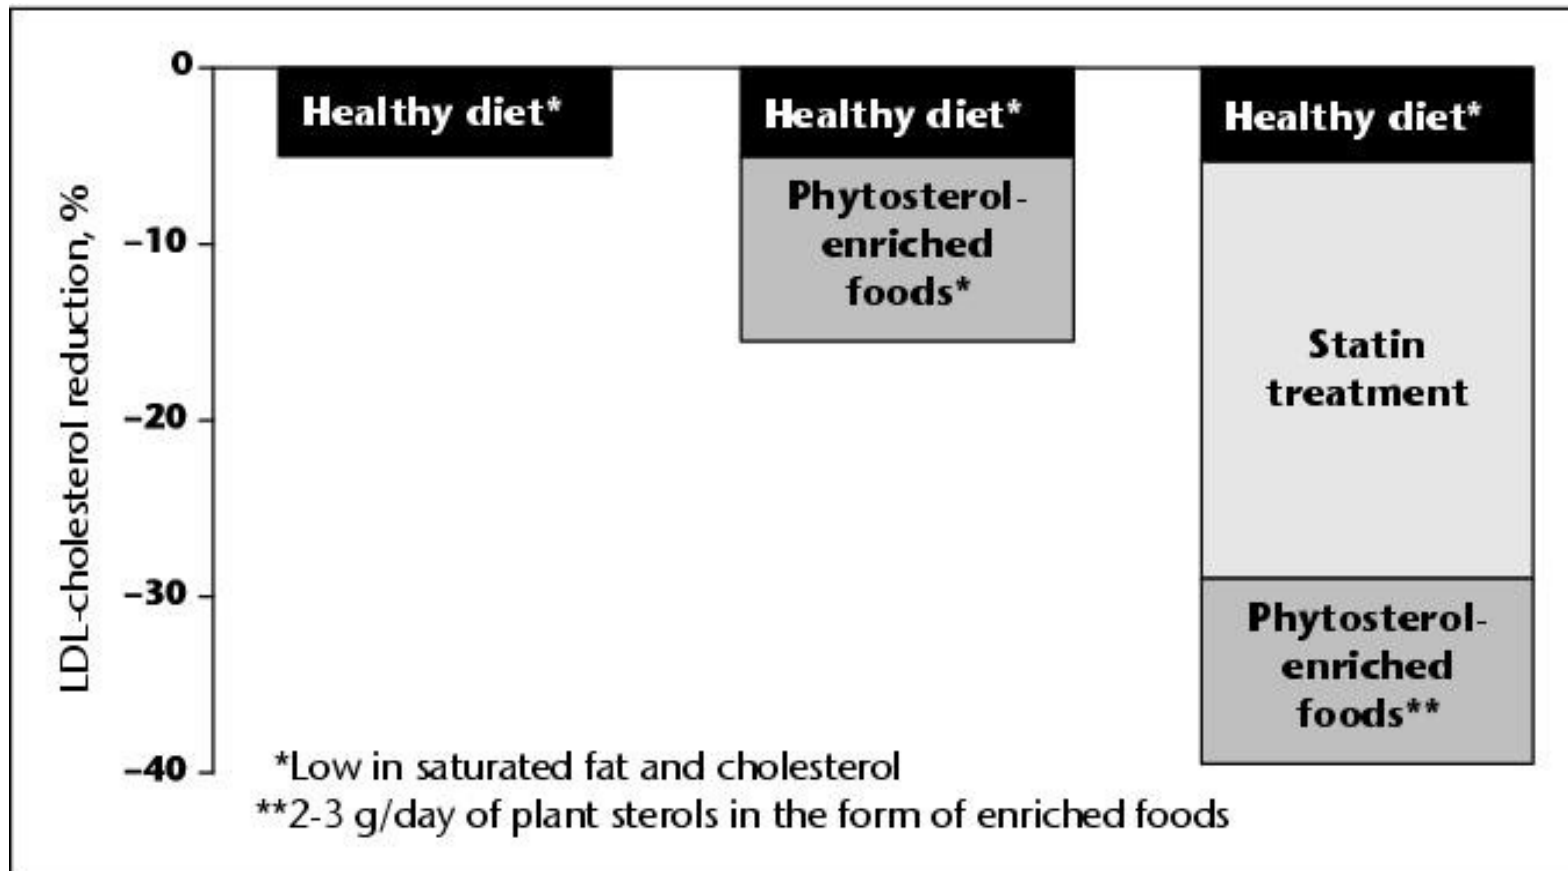 LDL-cholesterol reduction, %
0
–10
–20
–30
–40
Healthy diet*
Healthy diet*
Phytosterol-
enriched
foods*
Healthy diet*
Statin
treatment
Phytosterol-
enriched
foods**
*Low in saturated fat and cholesterol
**2-3 g/day of plant sterols in the form of enriched foods